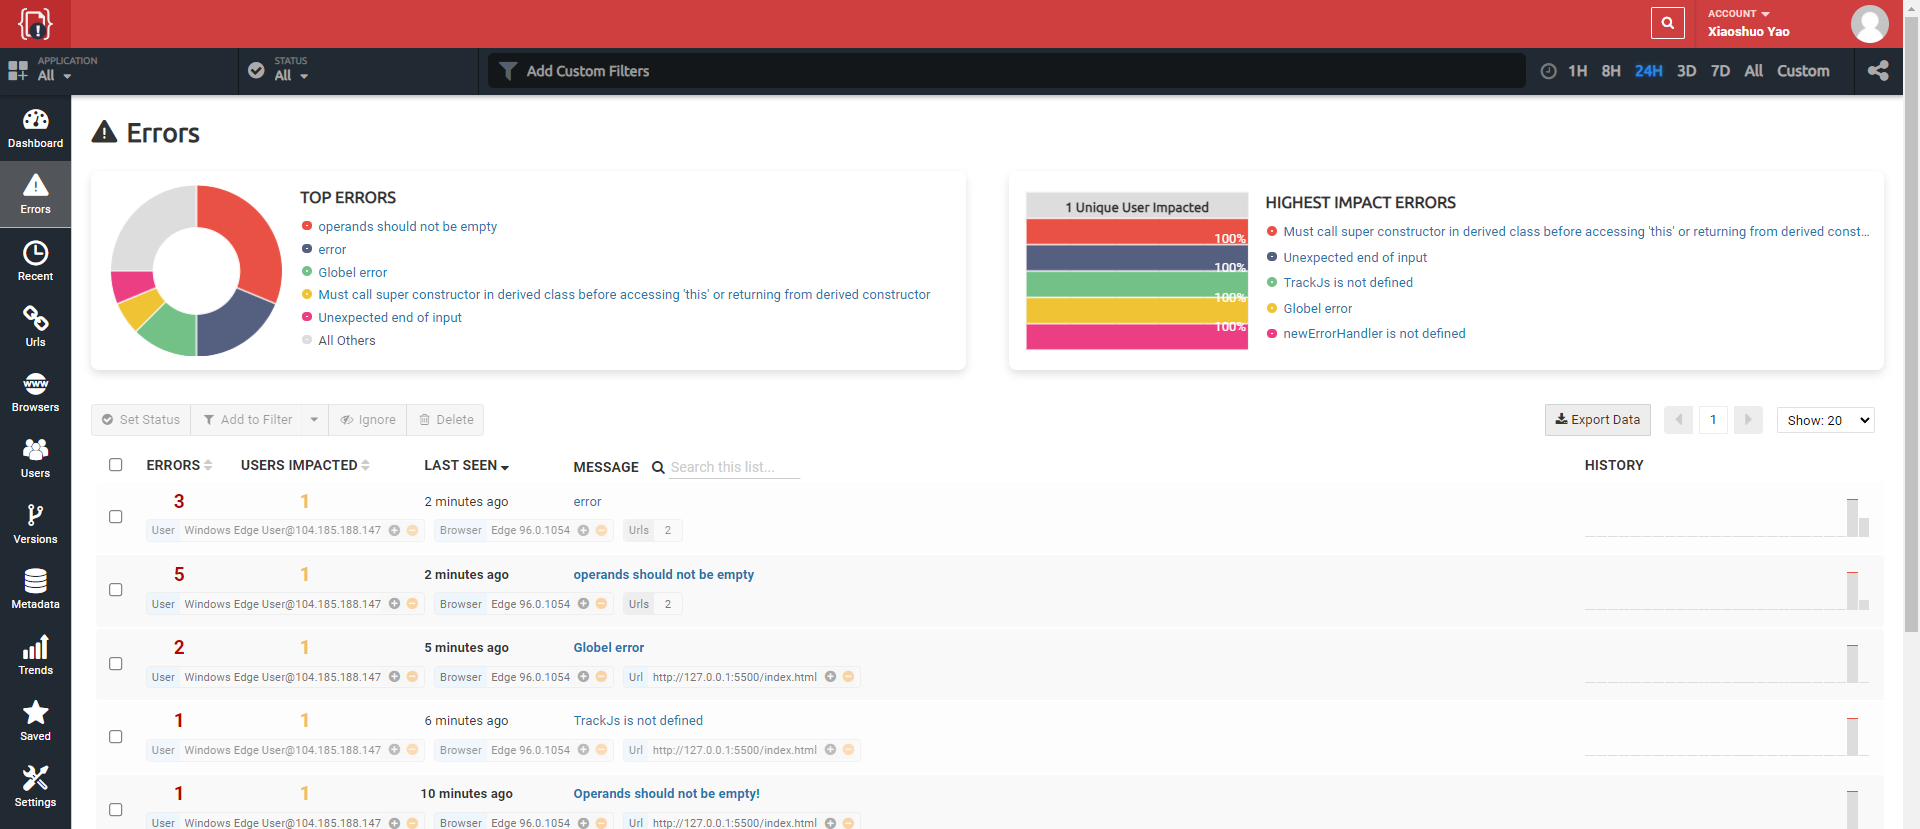 ACCOUNT
Xiaoshuo Yao
APPLICATION
All
STATUS
All
Add Custom Filters
1H 8H 24H 3D 7D All Custom
Dashboard
Errors
Recent
Urls
Browsers
Users
Versions
Metadata
Trends
Saved
Settings
Errors
TOP ERRORS
operands should not be empty
error
Globel error
Must call super constructor in derived class before accessing 'this' or returning from derived constructor
Unexpected end of input
All Others
1 Unique User Impacted
100%
100%
100%
100%
HIGHEST IMPACT ERRORS
Must call super constructor in derived class before accessing 'this' or returning from derived const...
Unexpected end of input
TrackJs is not defined
Globel error
newErrorHandler is not defined
Set Status Add to Filter Ignore Delete
Export Data 1 Show: 20
ERRORS USERS IMPACTED LAST SEEN MESSAGE Search this list... HISTORY
3 1 2 minutes ago error
User Windows Edge User@104.185.188.147 Browser Edge 96.0.1054 Urls 2
5 1 2 minutes ago operands should not be empty
User Windows Edge User@104.185.188.147 Browser Edge 96.0.1054 Urls 2
2 1 5 minutes ago Globel error
User Windows Edge User@104.185.188.147 Browser Edge 96.0.1054 Url http://127.0.0.1:5500/index.html
1 1 6 minutes ago TrackJs is not defined
User Windows Edge User@104.185.188.147 Browser Edge 96.0.1054 Url http://127.0.0.1:5500/index.html
1 1 10 minutes ago Operands should not be empty!
User Windows Edge User@104.185.188.147 Browser Edge 96.0.1054 Url http://127.0.0.1:5500/index.html